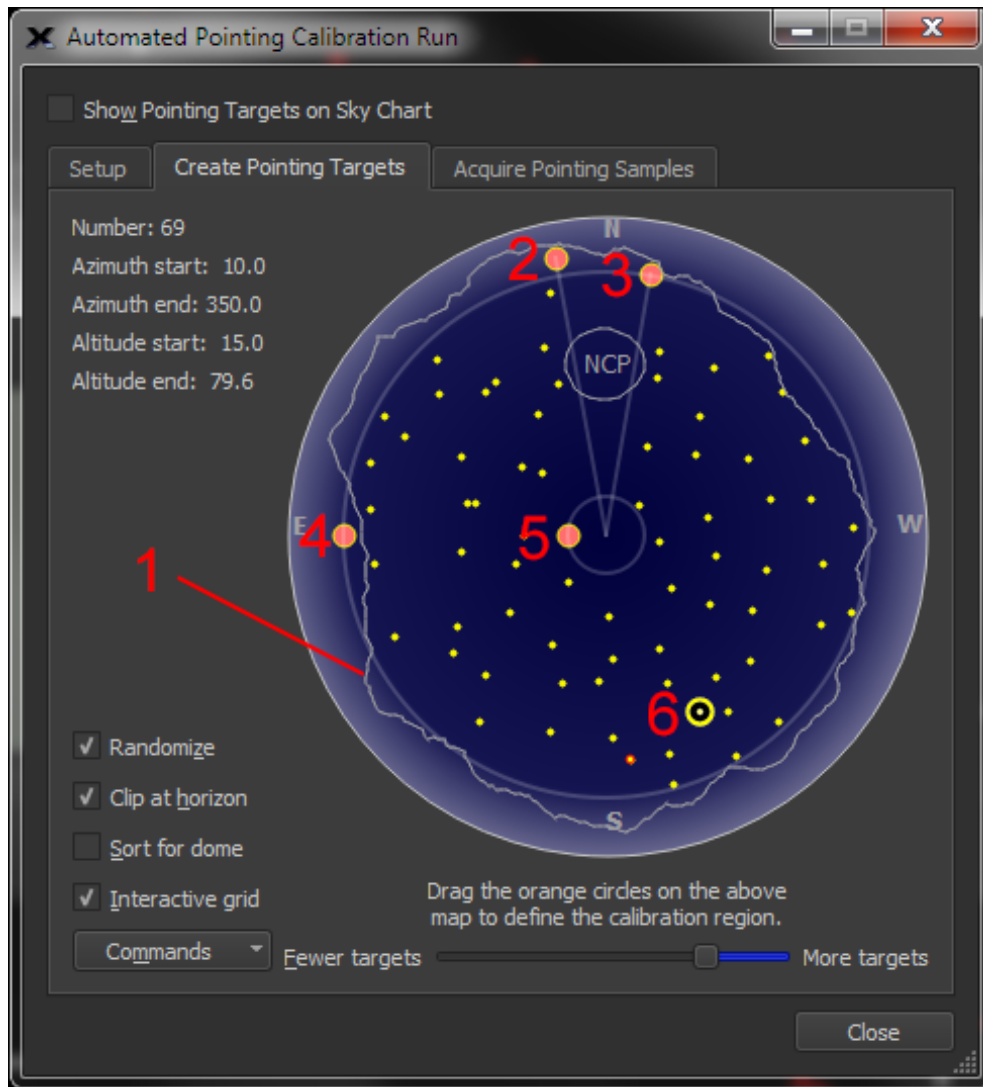 Automated Pointing Calibration Run
Show Pointing Targets on Sky Chart
Setup
Create Pointing Targets
Acquire Pointing Samples
Number: 69
Azimuth start: 10.0
Azimuth end: 350.0
Altitude start: 15.0
Altitude end: 79.6
N
2
3
NCP
E
4
5
W
1
6
S
Randomize
Clip at horizon
Sort for dome
Interactive grid
Drag the orange circles on the above
map to define the calibration region.
Commands
Fewer targets
More targets
Close